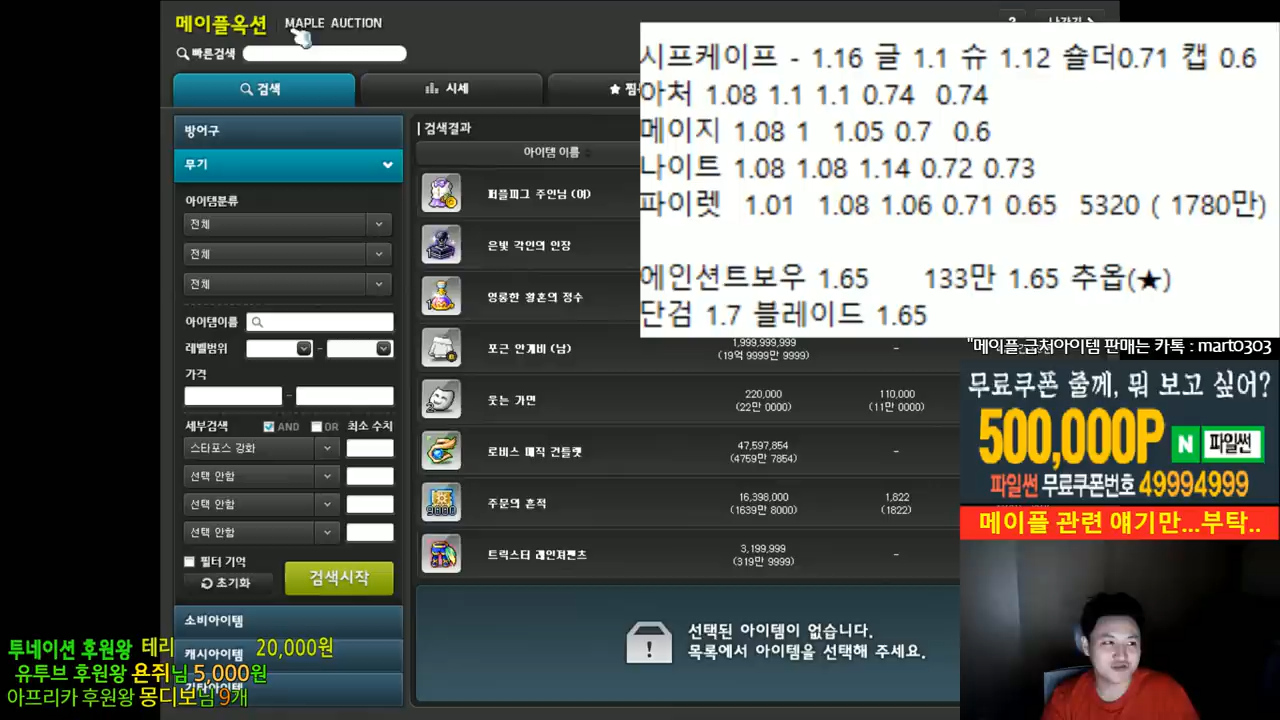 메이플옥션 MAPLE AUCTION
빠른검색
검색
시세
방어구
무기
아이템분류
전체
전체
전체
아이템이름
레벨범위 -
가격
-
세부검색 AND OR 최소 수치
스타포스 강화
선택 안함
선택 안함
선택 안함
필터 기억
초기화
검색시작
소비아이템
캐시아이템
검색결과
아이템 이름
퍼플피그 주인님 (여)
은빛 각인의 인장
영롱한 황혼의 정수
포근 안개비 (남) 1,999,999,999 -
(19억 9999만 9999)
웃는 가면 220,000 110,000
(22만 0000) (11만 0000)
로비스 매직 건틀렛 47,597,854 -
(4759만 7854)
주문의 흔적 16,398,000 1,822
(1639만 8000) (1822)
9000
트릭스터 레인져팬츠 3,199,999 -
(319만 9999)
선택된 아이템이 없습니다.
목록에서 아이템을 선택해 주세요.
시프케이프 - 1.16 글 1.1 슈 1.12 숄더0.71 캡 0.6
아처 1.08 1.1 1.1 0.74 0.74
메이지 1.08 1 1.05 0.7 0.6
나이트 1.08 1.08 1.14 0.72 0.73
파이렛 1.01 1.08 1.06 0.71 0.65 5320 ( 1780만)
에인션트보우 1.65 133만 1.65 추옵(★)
단검 1.7 블레이드 1.65
"메이플 급처아이템 판매는 카톡 : marto303
무료쿠폰 줄께, 뭐 보고 싶어?
500,000P N 파일썬
파일썬 무료쿠폰번호 49994999
메이플 관련 얘기만...부탁..
투네이션 후원왕 테리 20,000원
유튜브 후원왕 욘쥐님 5,000원
아프리카 후원왕 몽디보님 9개